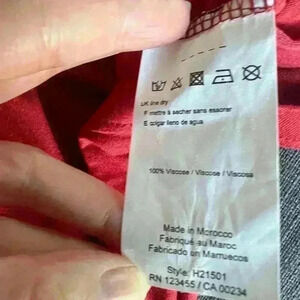 UK line dry
F mettre à sécher sans essorer
E colgar lleno de agua
100% Viscose / Viscose / Viscosa
Made in Morocco
Fabriqué au Maroc
Fabricado en Marruecos
Style: H21501
RN 123455 / CA 00234